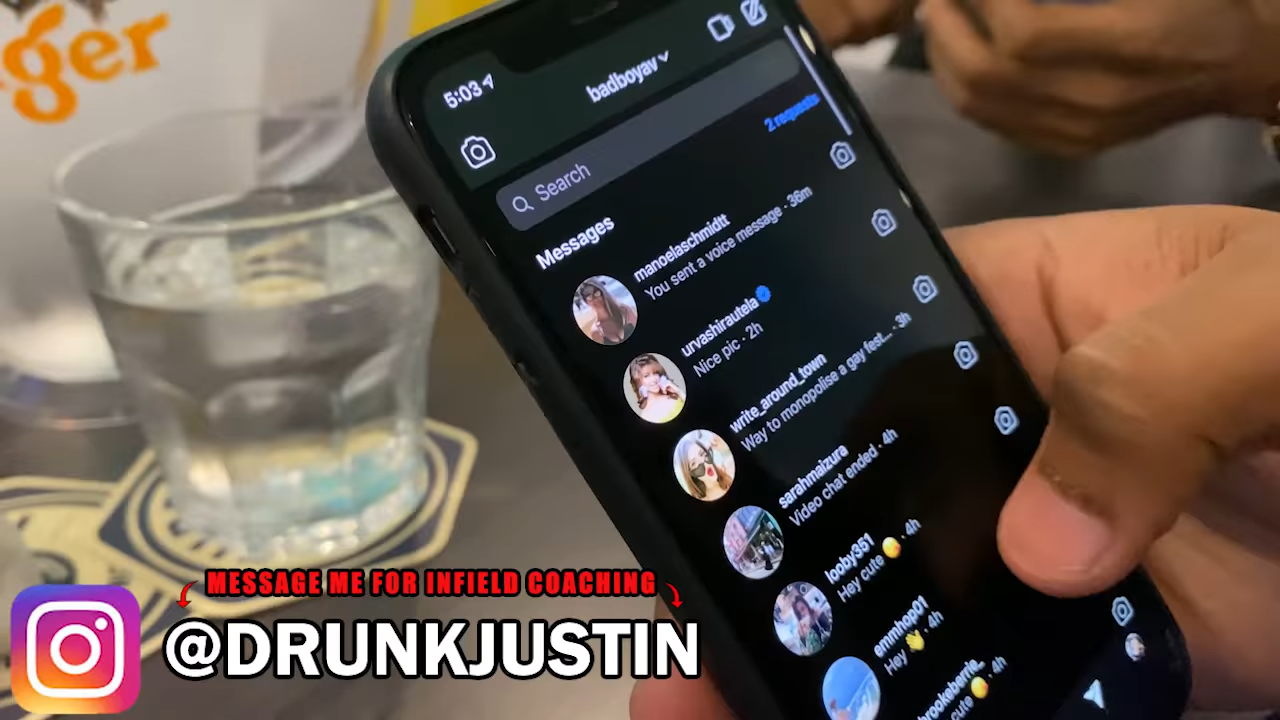 ger
5:03
badboyav
Search
2 requests
Messages
manoelaschmidtt
You sent a voice message · 36m
urvashirautela
Nice pic · 2h
write_around_town
Way to monopolise a gay fest... · 3h
sarahmaizura
Video chat ended · 4h
looby351
Hey cute 😚 · 4h
emmhop01
Hey 👋 · 4h
brookeberrie_
cute 😚 · 4h
MESSAGE ME FOR INFIELD COACHING
@DRUNKJUSTIN